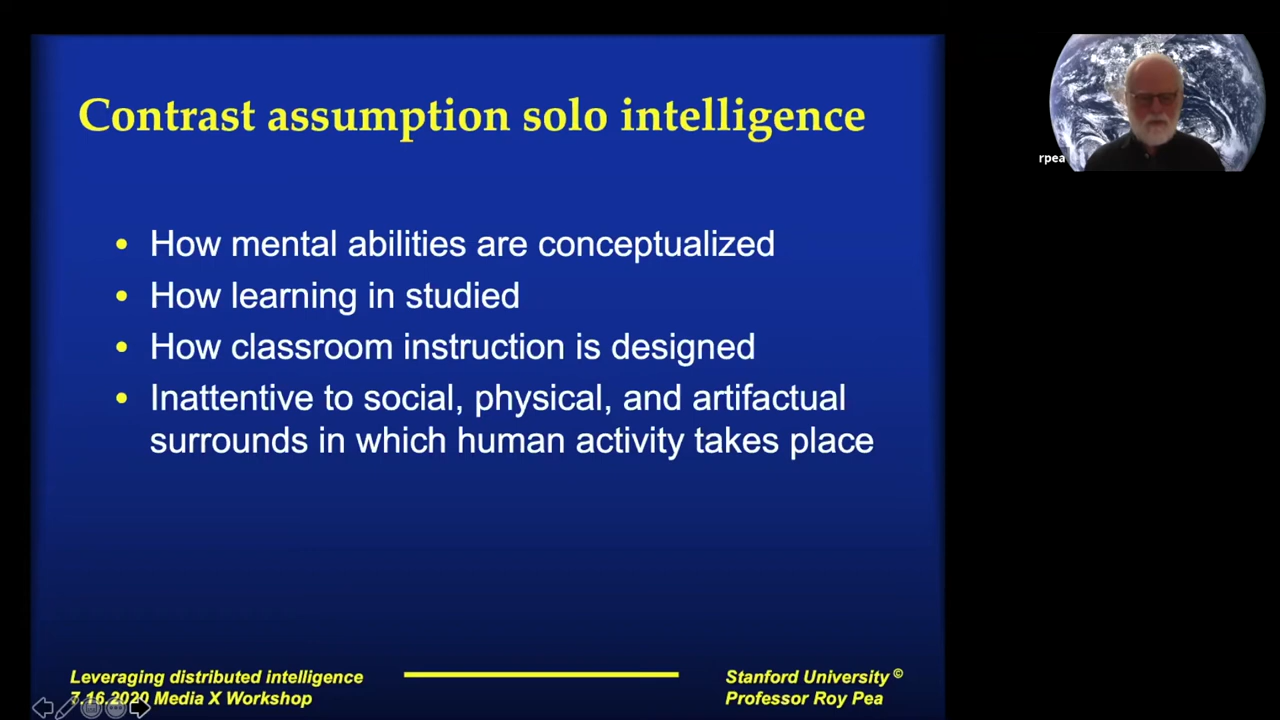 Contrast assumption solo intelligence
rpea
• How mental abilities are conceptualized
• How learning in studied
• How classroom instruction is designed
• Inattentive to social, physical, and artifactual
surrounds in which human activity takes place
Leveraging distributed intelligence
7.16.2020 Media X Workshop
Stanford University ©
Professor Roy Pea